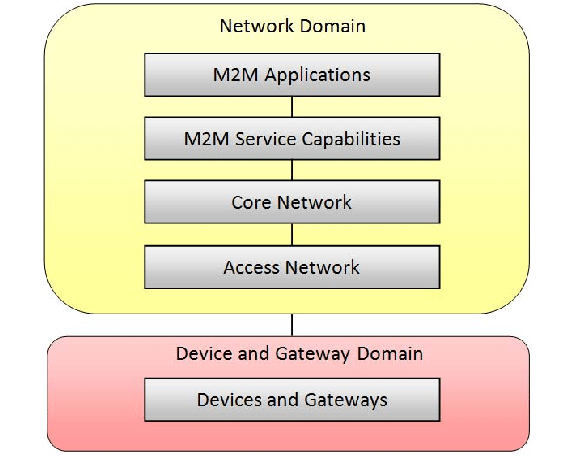 Network Domain
M2M Applications
M2M Service Capabilities
Core Network
Access Network
Device and Gateway Domain
Devices and Gateways